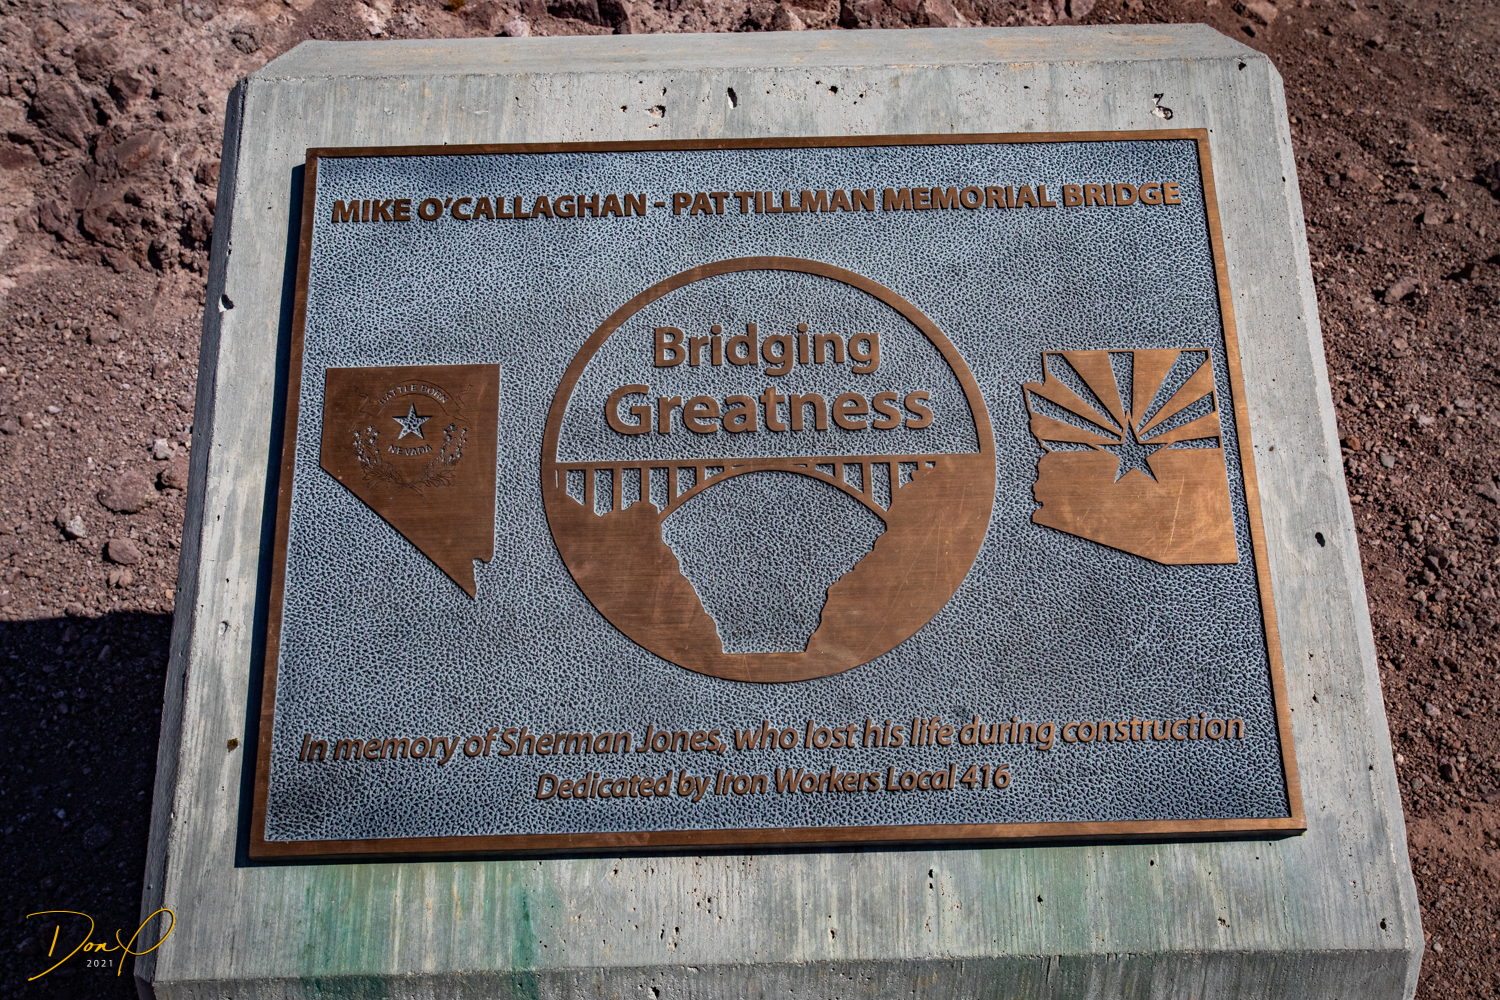 MIKE O'CALLAGHAN - PAT TILLMAN MEMORIAL BRIDGE
Bridging
Greatness
BATTLE BORN
NEVADA
In memory of Sherman Jones, who lost his life during construction
Dedicated by Iron Workers Local 416
Don P
2021